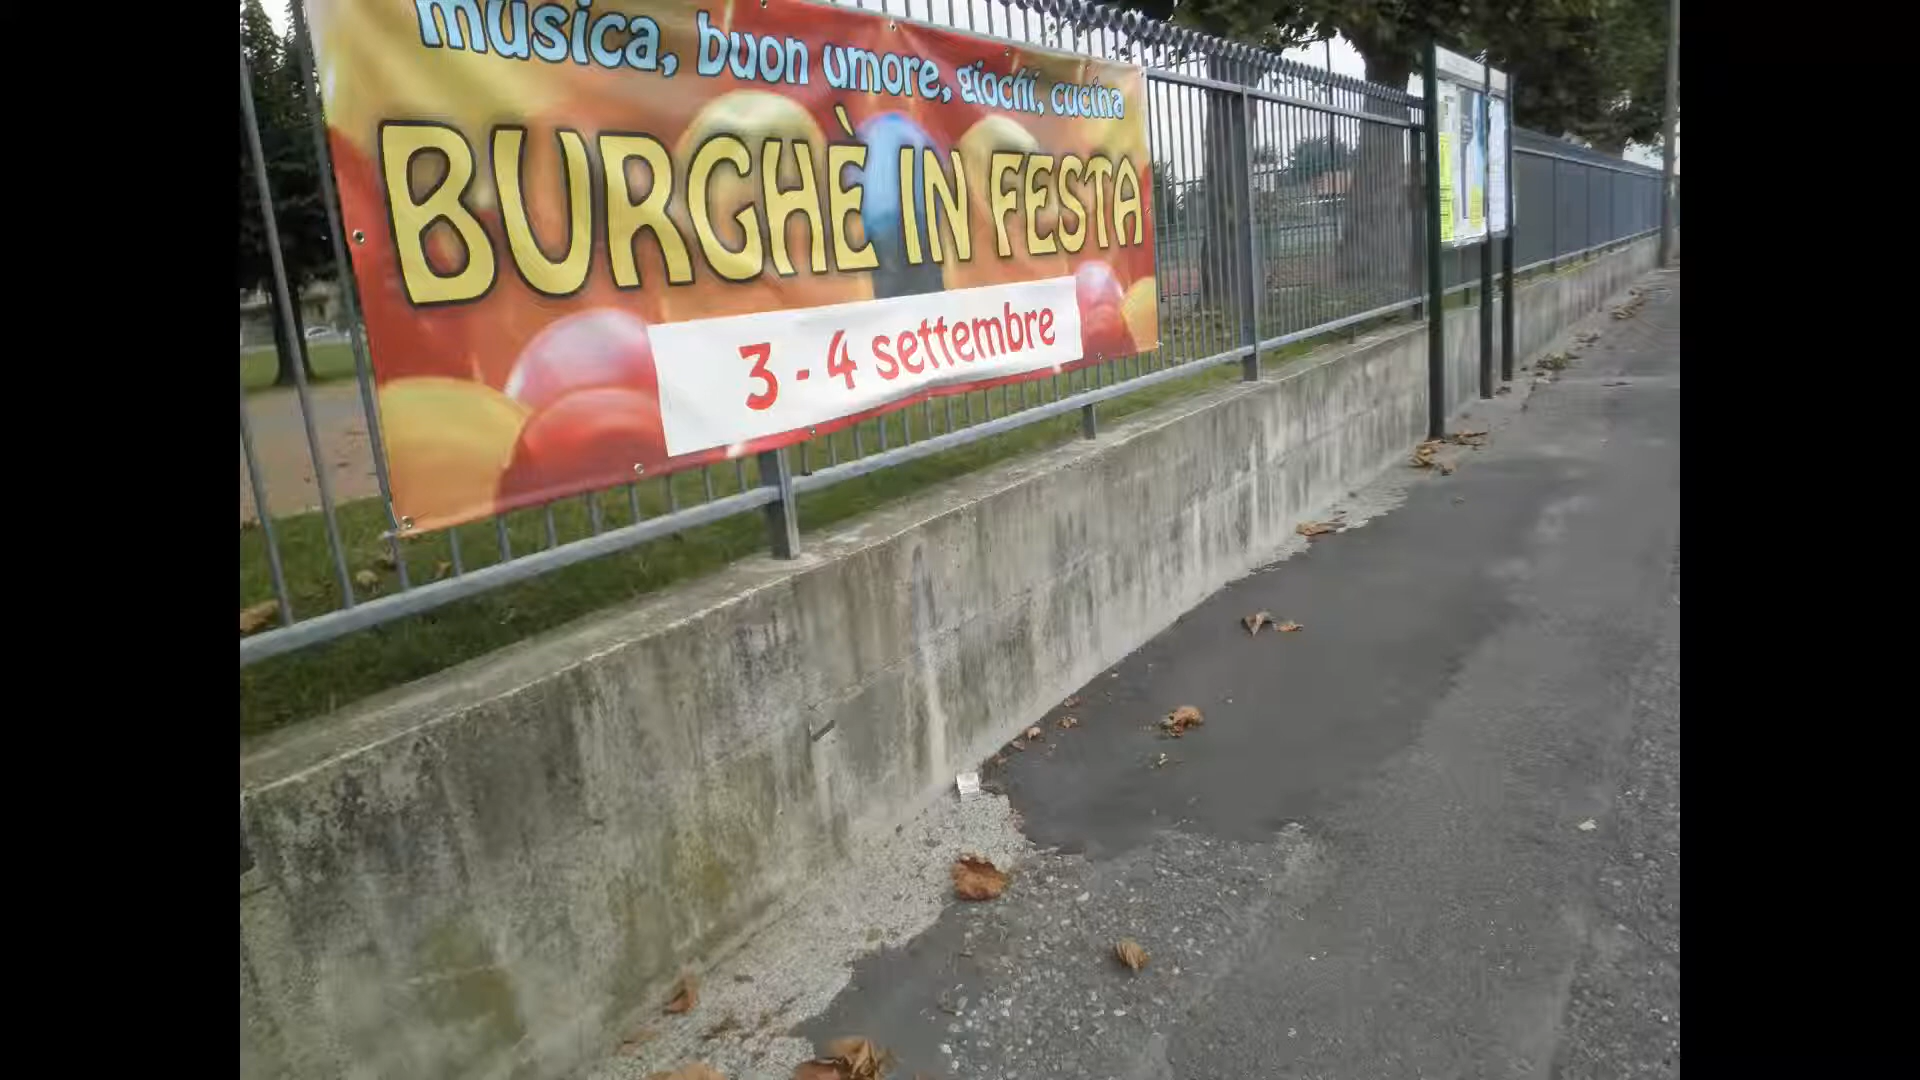 musica, buon umore, giochi, cucina
BURGHÈ IN FESTA
3 - 4 settembre